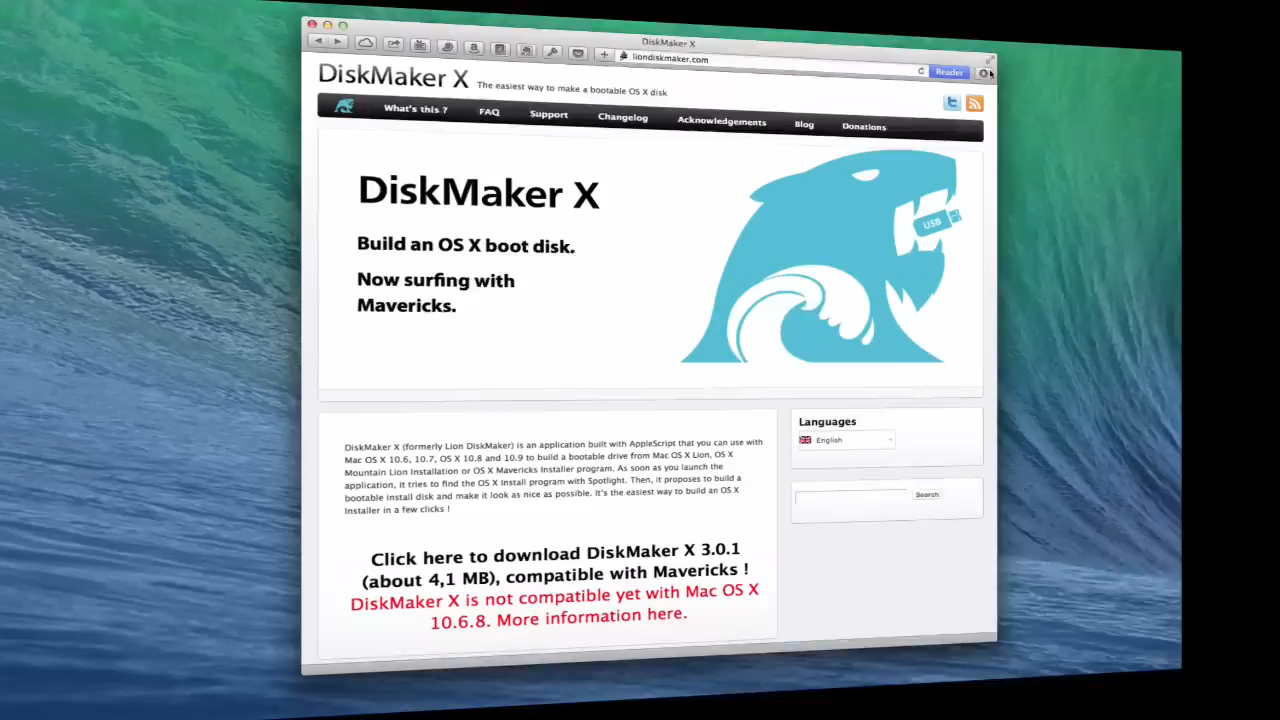 DiskMaker X
liondiskmaker.com
Reader
DiskMaker X
The easiest way to make a bootable OS X disk
What's this ?
FAQ
Support
Changelog
Acknowledgements
Blog
Donations
DiskMaker X
Build an OS X boot disk.
Now surfing with
Mavericks.
USB
DiskMaker X (formerly Lion DiskMaker) is an application built with AppleScript that you can use with
Mac OS X 10.6, 10.7, OS X 10.8 and 10.9 to build a bootable drive from Mac OS X Lion, OS X
Mountain Lion Installation or OS X Mavericks Installer program. As soon as you launch the
application, it tries to find the OS X Install program with Spotlight. Then, it proposes to build a
bootable install disk and make it look as nice as possible. It's the easiest way to build an OS X
Installer in a few clicks !
Click here to download DiskMaker X 3.0.1
(about 4,1 MB), compatible with Mavericks !
DiskMaker X is not compatible yet with Mac OS X
10.6.8. More information here.
Languages
English
Search